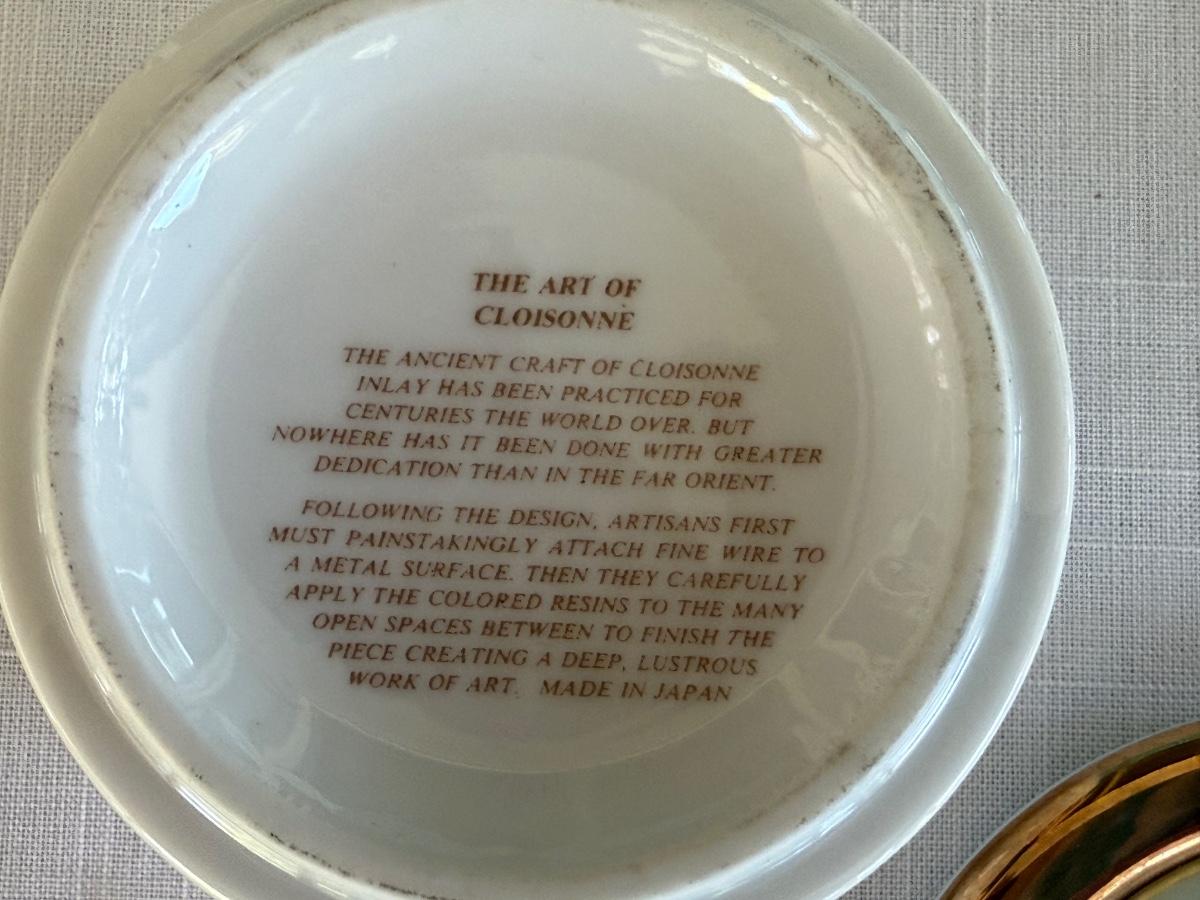 THE ART OF
CLOISONNÈ
THE ANCIENT CRAFT OF CLOISONNE
INLAY HAS BEEN PRACTICED FOR
CENTURIES THE WORLD OVER. BUT
NOWHERE HAS IT BEEN DONE WITH GREATER
DEDICATION THAN IN THE FAR ORIENT.
FOLLOWING THE DESIGN, ARTISANS FIRST
MUST PAINSTAKINGLY ATTACH FINE WIRE TO
A METAL SURFACE. THEN THEY CAREFULLY
APPLY THE COLORED RESINS TO THE MANY
OPEN SPACES BETWEEN TO FINISH THE
PIECE CREATING A DEEP, LUSTROUS
WORK OF ART. MADE IN JAPAN